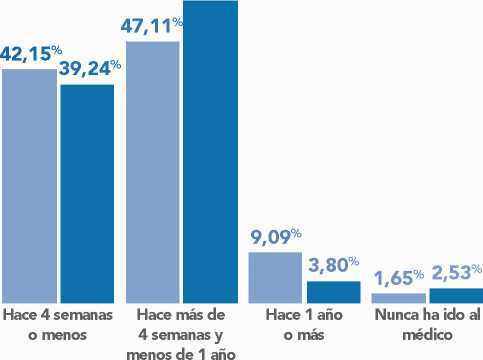 42,15%
39,24%
47,11%
9,09%
3,80%
1,65%
2,53%
Hace 4 semanas
o menos
Hace más de
4 semanas y
menos de 1 año
Hace 1 año
o más
Nunca ha ido al
médico